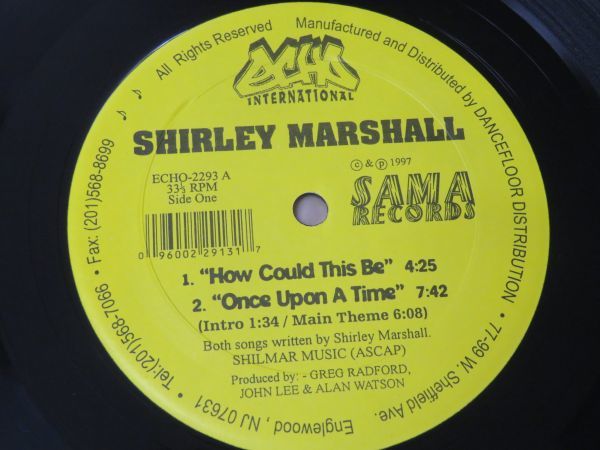 ♪ ♪ All Rights Reserved Manufactured and Distributed by DANCEFLOOR DISTRIBUTION • 77-99 W. Sheffield Ave.
Englewood, NJ 07631 • Tel:(201)568-7066 • Fax: (201)568-8699
ECHO
INTERNATIONAL
SHIRLEY MARSHALL
ECHO-2293 A
33⅓ RPM
Side One
© & ℗ 1997
SAMA
RECORDS
0 96002 29131 7
1. "How Could This Be" 4:25
2. "Once Upon A Time" 7:42
(Intro 1:34 / Main Theme 6:08)
Both songs written by Shirley Marshall.
SHILMAR MUSIC (ASCAP)
Produced by: - GREG RADFORD,
JOHN LEE & ALAN WATSON